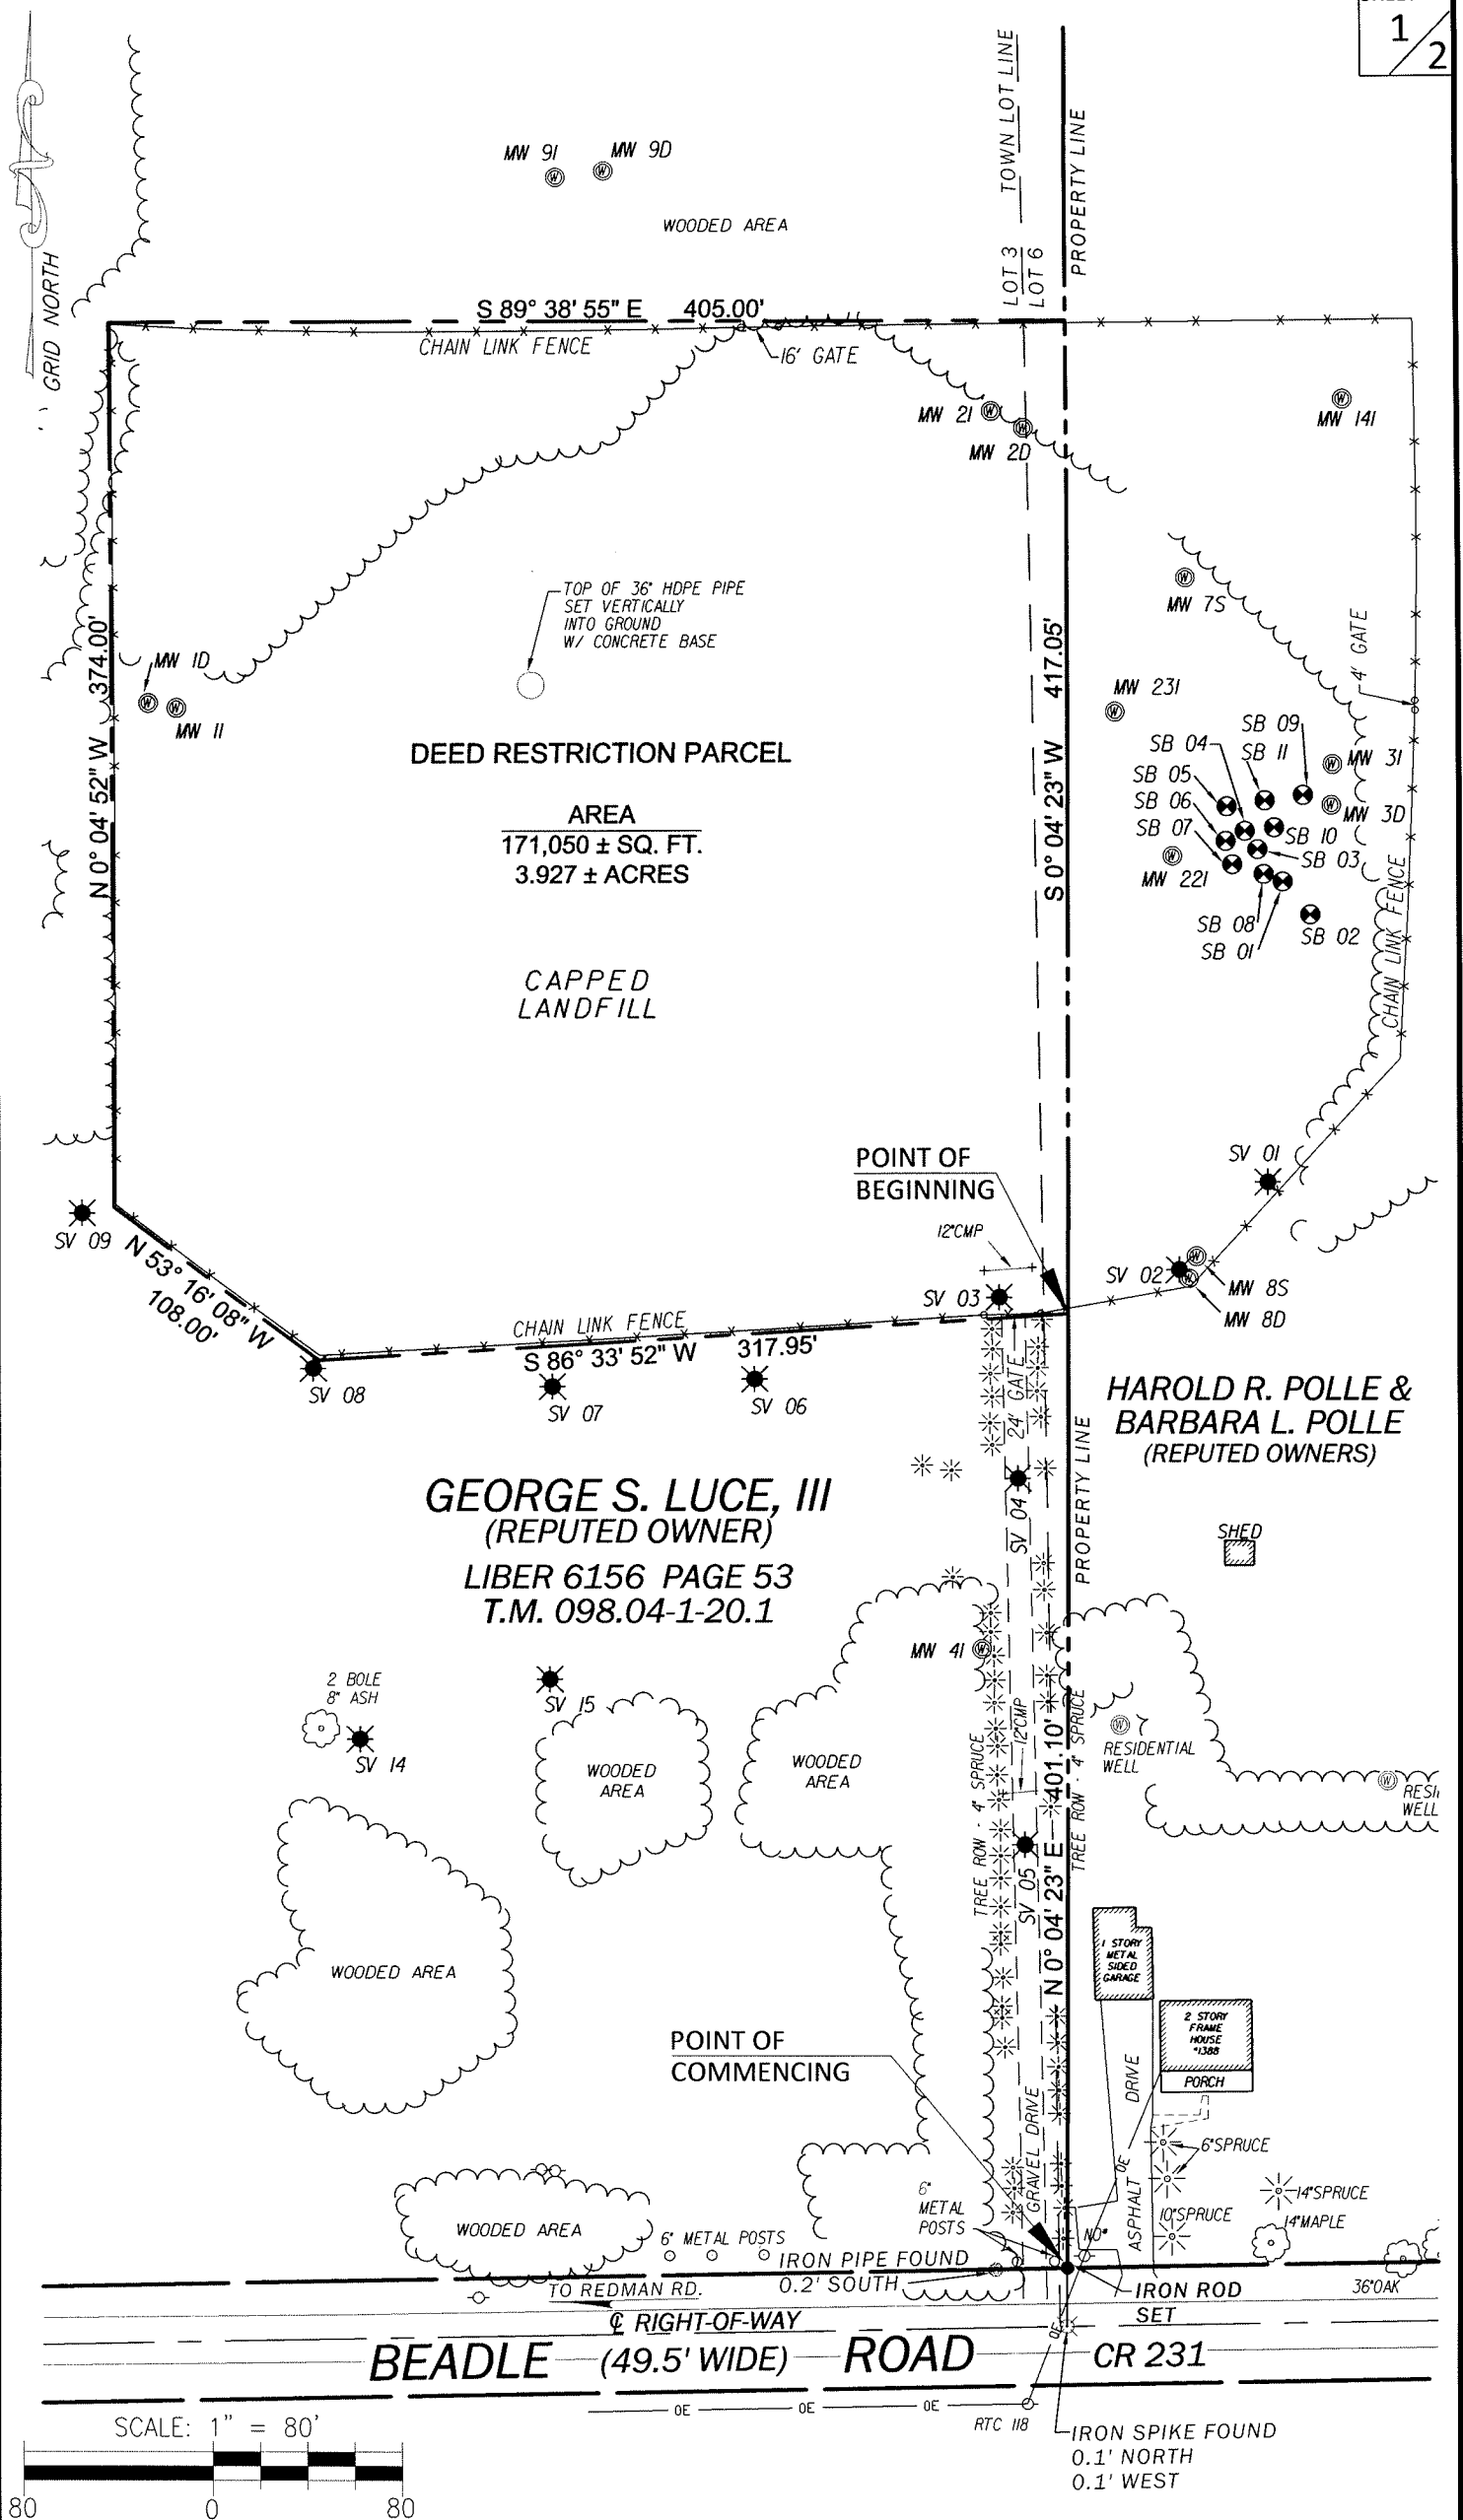 1/2
TOWN LOT LINE
PROPERTY LINE
LOT 3
LOT 6
GRID NORTH
MW 9I
MW 9D
WOODED AREA
S 89° 38' 55" E 405.00'
CHAIN LINK FENCE
16' GATE
MW 2I
MW 2D
MW 14I
TOP OF 36" HDPE PIPE
SET VERTICALLY
INTO GROUND
W/ CONCRETE BASE
MW 7S
4' GATE
N 0° 04' 52" W 374.00'
MW 1D
MW 1I
S 0° 04' 23" W 417.05'
MW 23I
DEED RESTRICTION PARCEL
AREA
171,050 ± SQ. FT.
3.927 ± ACRES
SB 09
SB 04
SB 11
MW 3I
SB 05
SB 06
MW 3D
SB 07
SB 10
SB 03
MW 22I
SB 08
SB 02
SB 01
CHAIN LINK FENCE
CAPPED
LANDFILL
POINT OF
BEGINNING
SV 01
12"CMP
SV 09
N 53° 16' 08" W
108.00'
SV 02
MW 8S
MW 8D
SV 03
CHAIN LINK FENCE
S 86° 33' 52" W 317.95'
SV 08
SV 07
SV 06
24' GATE
HAROLD R. POLLE &
BARBARA L. POLLE
(REPUTED OWNERS)
PROPERTY LINE
GEORGE S. LUCE, III
(REPUTED OWNER)
LIBER 6156 PAGE 53
T.M. 098.04-1-20.1
SV 04
SHED
MW 4I
2 BOLE
8" ASH
SV 15
SV 14
WOODED
AREA
WOODED
AREA
12"CMP
TREE ROW - 4" SPRUCE
TREE ROW - 4" SPRUCE
RESIDENTIAL
WELL
WELL
N 0° 04' 23" E 401.10'
SV 05
WOODED AREA
1 STORY
METAL
SIDED
GARAGE
2 STORY
FRAME
HOUSE
#1388
PORCH
POINT OF
COMMENCING
GRAVEL DRIVE
ASPHALT DRIVE
OE
6"SPRUCE
14"SPRUCE
10"SPRUCE
14"MAPLE
6"
METAL
POSTS
WOODED AREA
6" METAL POSTS
IRON PIPE FOUND
0.2' SOUTH
TO REDMAN RD.
IRON ROD
SET
36"OAK
℄ RIGHT-OF-WAY
OE
BEADLE (49.5' WIDE) ROAD CR 231
OE OE OE
RTC 118
IRON SPIKE FOUND
0.1' NORTH
0.1' WEST
SCALE: 1" = 80'
80 0 80